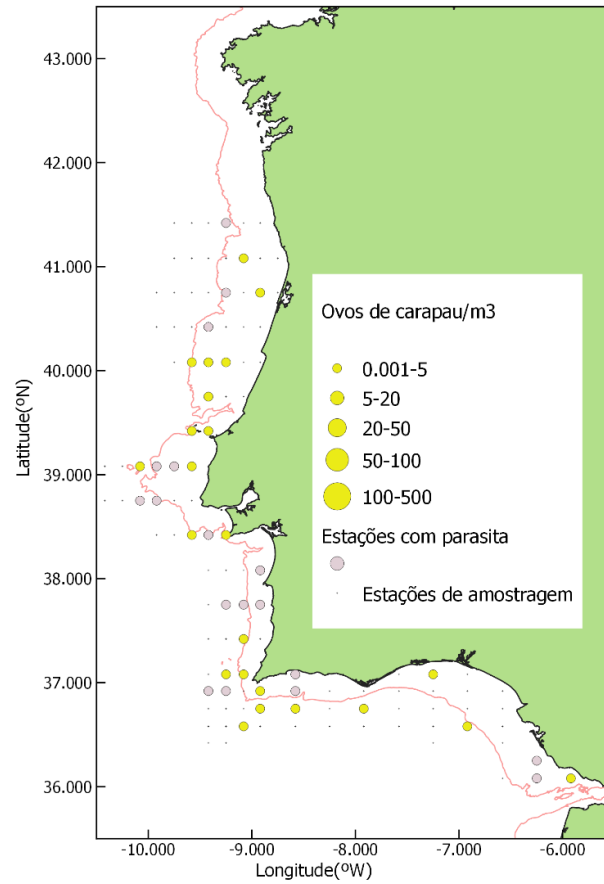 43.000
42.000
41.000
40.000
39.000
38.000
37.000
36.000
Latitude(ºN)
Ovos de carapau/m3
0.001-5
5-20
20-50
50-100
100-500
Estações com parasita
Estações de amostragem
-10.000 -9.000 -8.000 -7.000 -6.000
Longitude(ºW)